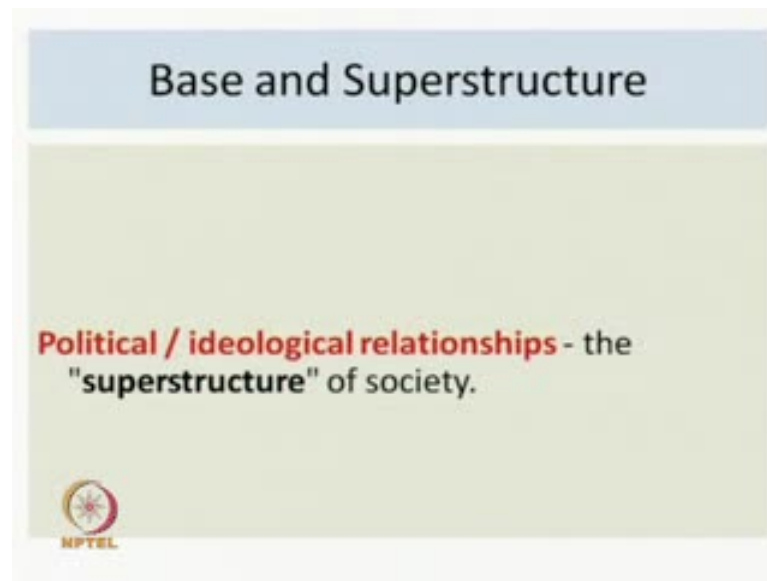 Base and Superstructure
Political / ideological relationships - the
"superstructure" of society.
NPTEL